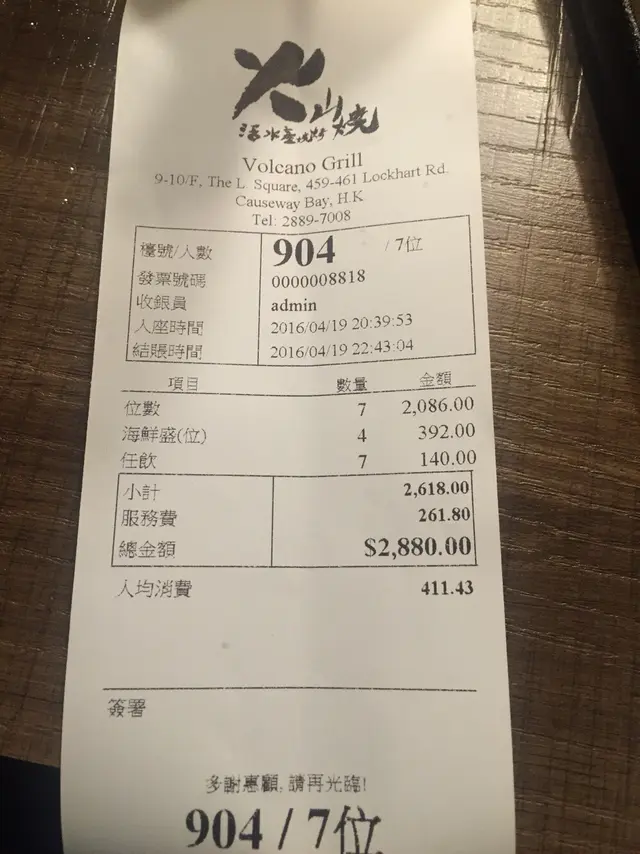 火山燒
活水產炭烤
Volcano Grill
9-10/F, The L. Square, 459-461 Lockhart Rd.
Causeway Bay, H.K
Tel: 2889-7008
檯號/人數 904 / 7位
發票號碼 0000008818
收銀員 admin
入座時間 2016/04/19 20:39:53
結賬時間 2016/04/19 22:43:04
項目 數量 金額
位數 7 2,086.00
海鮮盛(位) 4 392.00
任飲 7 140.00
小計 2,618.00
服務費 261.80
總金額 $2,880.00
人均消費 411.43
簽署
多謝惠顧, 請再光臨!
904 / 7位